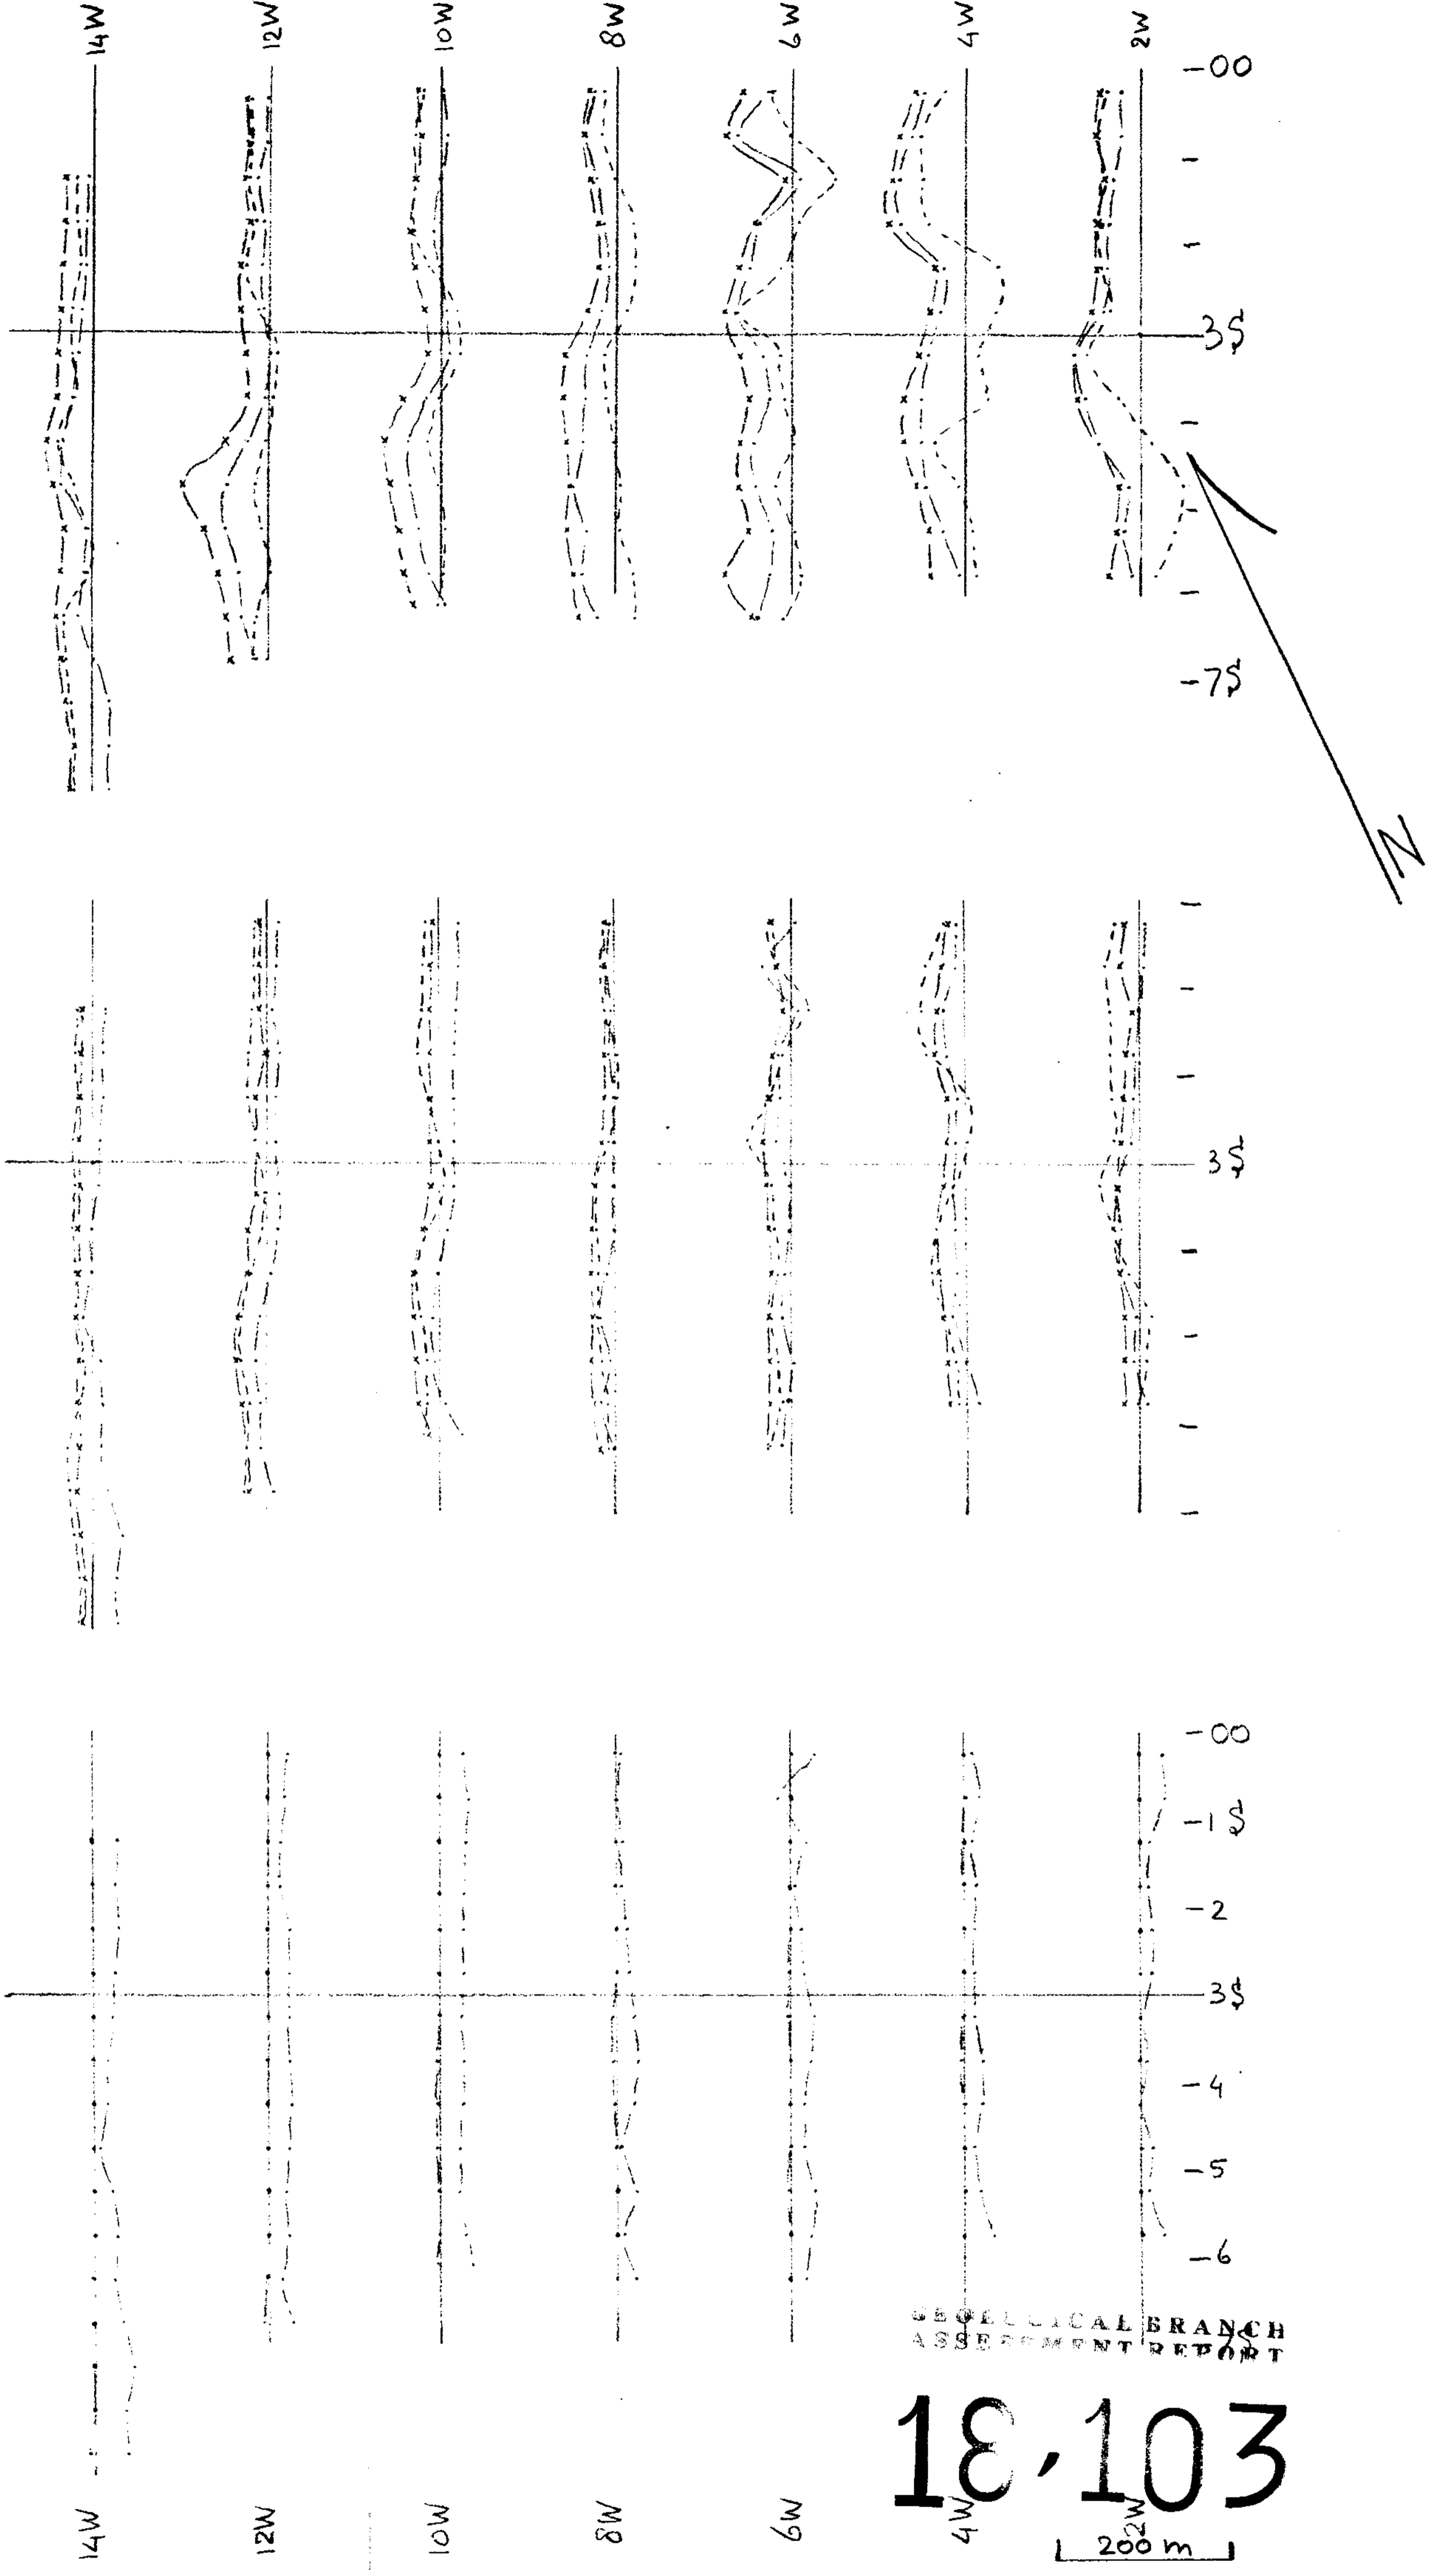 14W 12W 10W 8W 6W 4W 2W
-00
3S
-7S
N
3S
-00
-1S
-2
3S
-4
-5
-6
GEOLOGICAL BRANCH
ASSESSMENT REPORT
18,103
14W 12W 10W 8W 6W 4W 2W
200 m